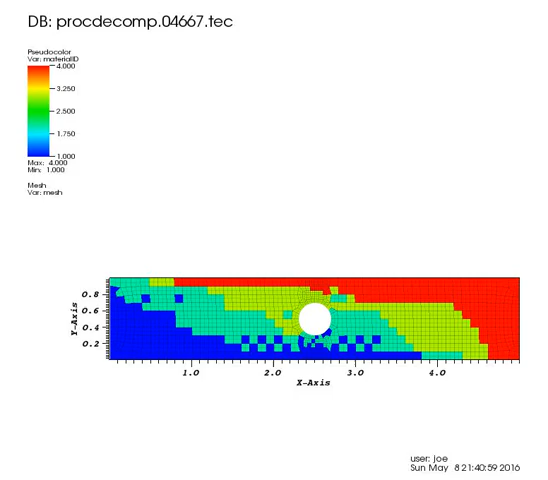 DB: procdecomp.04667.tec
Pseudocolor
Var: materialID
4.000
3.250
2.500
1.750
1.000
Max: 4.000
Min: 1.000
Mesh
Var: mesh
0.8
0.6
0.4
0.2
Y-Axis
1.0 2.0 3.0 4.0
X-Axis
user: joe
Sun May 8 21:40:59 2016